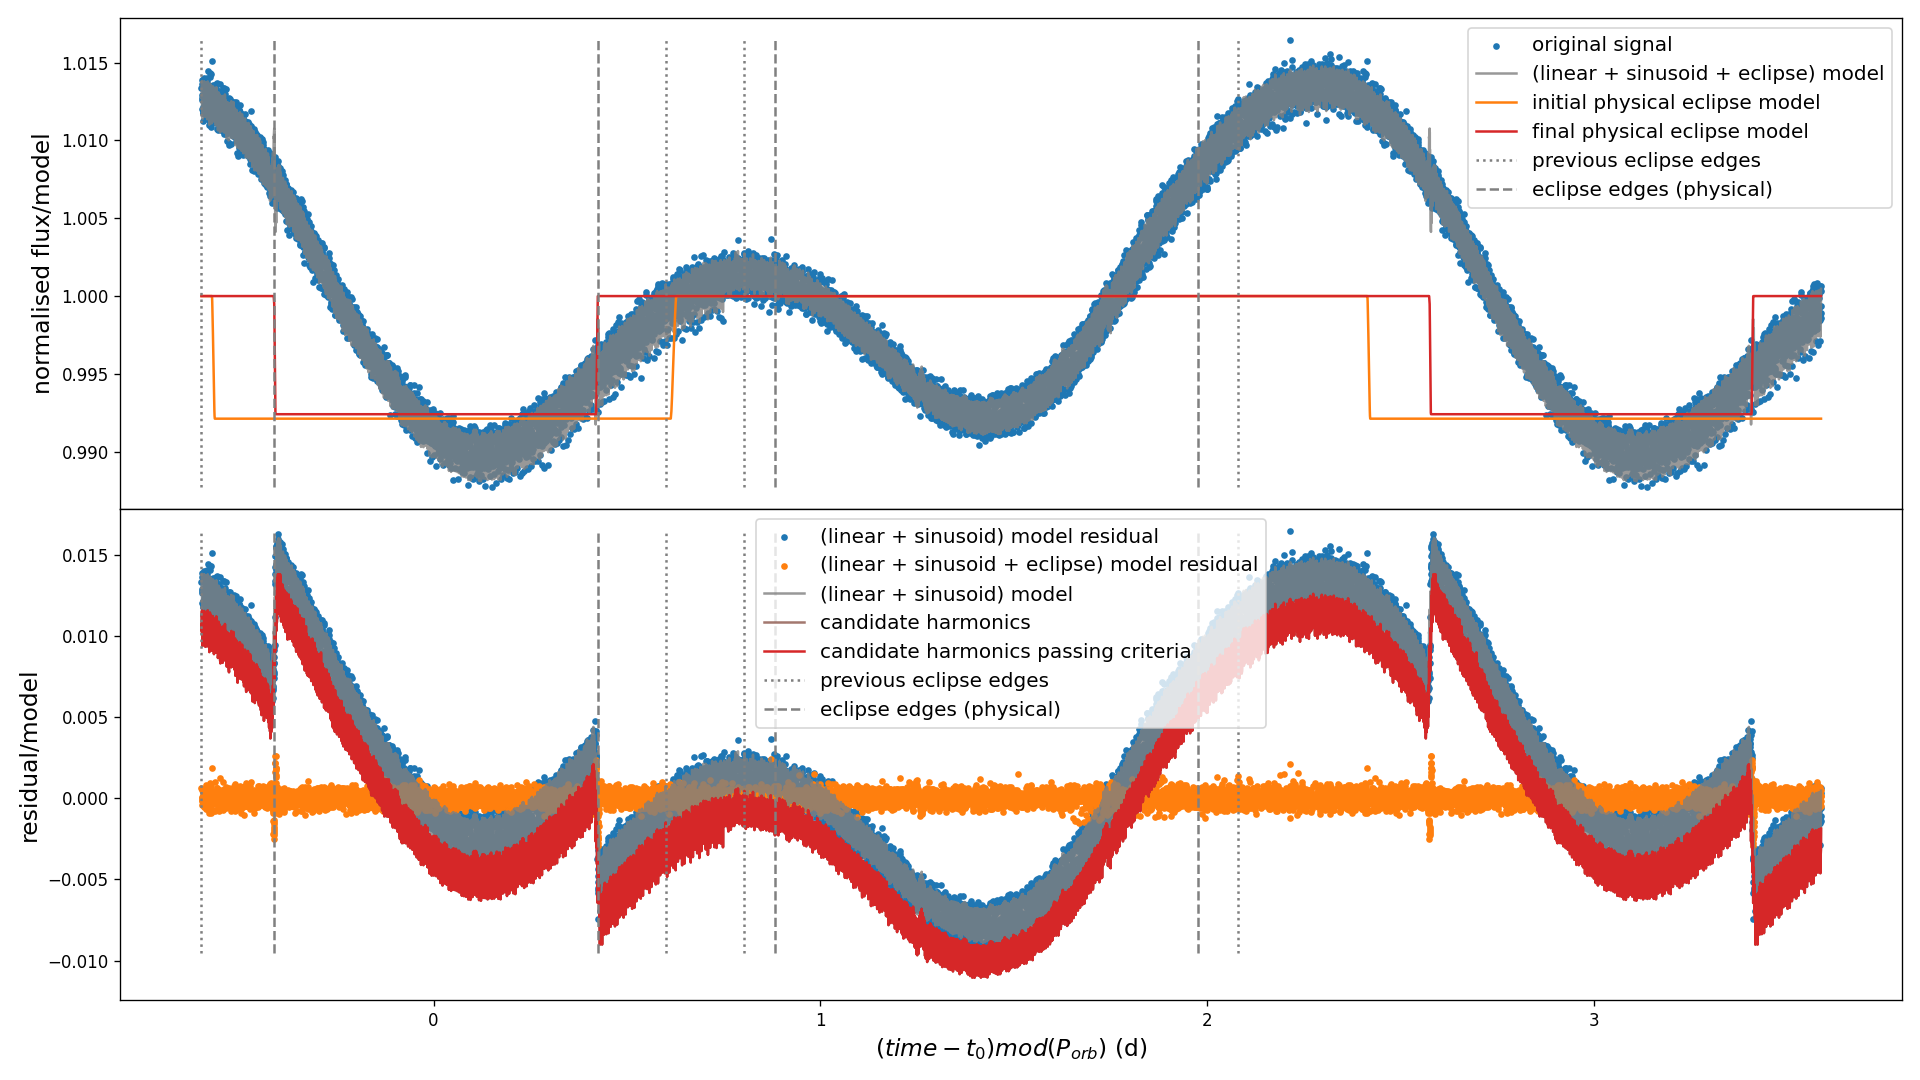 normalised flux/model
1.015
1.010
1.005
1.000
0.995
0.990
original signal
(linear + sinusoid + eclipse) model
initial physical eclipse model
final physical eclipse model
previous eclipse edges
eclipse edges (physical)
residual/model
0.015
0.010
0.005
0.000
−0.005
−0.010
(linear + sinusoid) model residual
(linear + sinusoid + eclipse) model residual
(linear + sinusoid) model
candidate harmonics
candidate harmonics passing criteria
previous eclipse edges
eclipse edges (physical)
0 1 2 3
(time − t₀)mod(Pₒᵣb) (d)